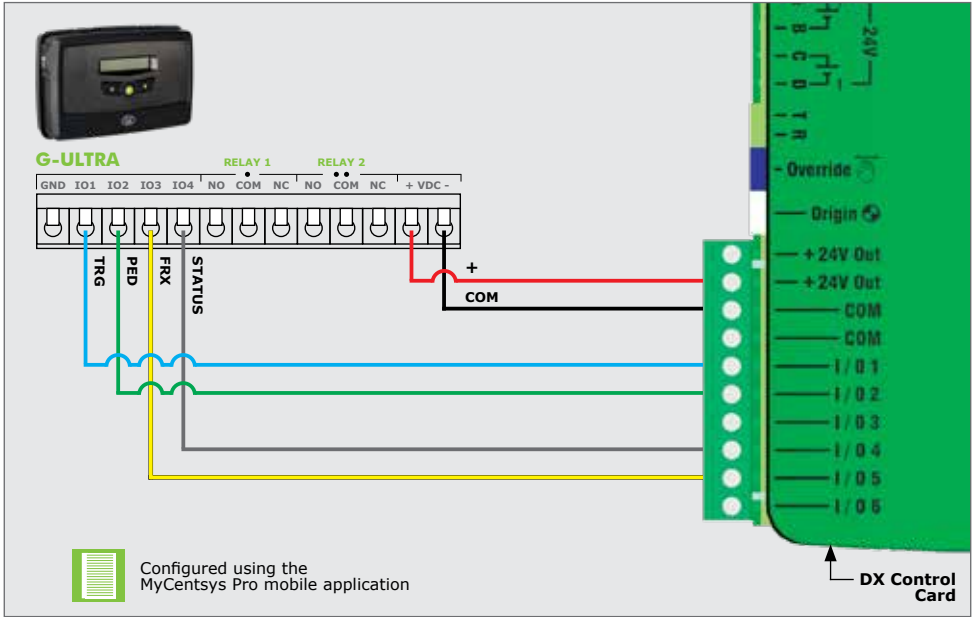 G-ULTRA
RELAY 1
RELAY 2
GND IO1 IO2 IO3 IO4 NO COM NC NO COM NC + VDC -
TRG
PED
FRX
STATUS
+
COM
B
C
D
24V
T
R
Override
Origin
+ 24V Out
+ 24V Out
COM
COM
I / O 1
I / O 2
I / O 3
I / O 4
I / O 5
I / O 6
Configured using the
MyCentsys Pro mobile application
DX Control
Card